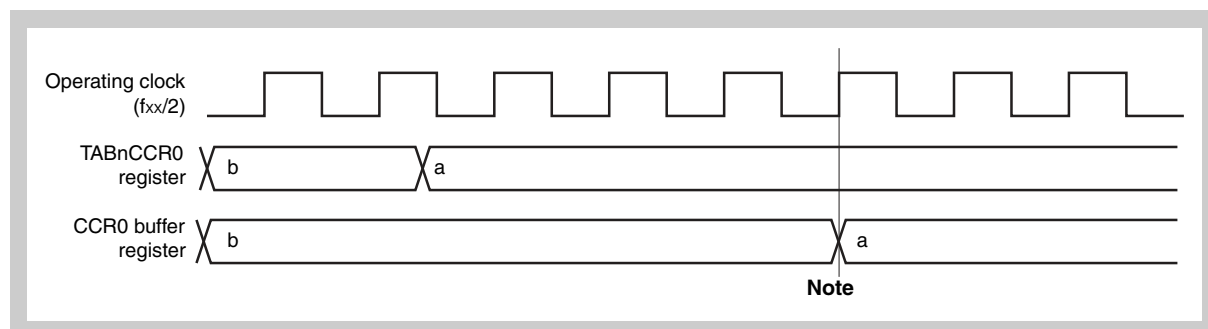 Operating clock
(fxx/2)
TABnCCR0
register
b
a
CCR0 buffer
register
b
a
Note